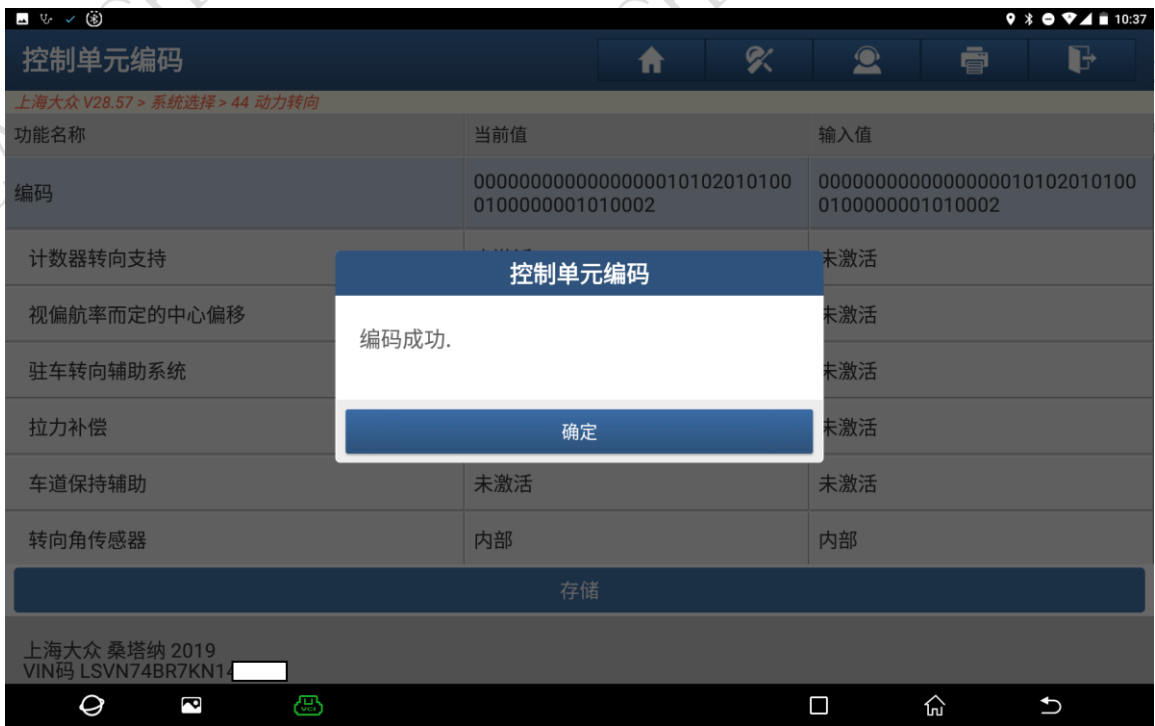 10:37
控制单元编码
上海大众 V28.57 > 系统选择 > 44 动力转向
功能名称
当前值
输入值
编码
00000000000000001010201010
0100000001010002
00000000000000001010201010
0100000001010002
计数器转向支持
未激活
视偏航率而定的中心偏移
未激活
驻车转向辅助系统
未激活
拉力补偿
未激活
控制单元编码
编码成功.
确定
车道保持辅助
未激活
未激活
转向角传感器
内部
内部
存储
上海大众 桑塔纳 2019
VIN码 LSVN74BR7KN14
VCI